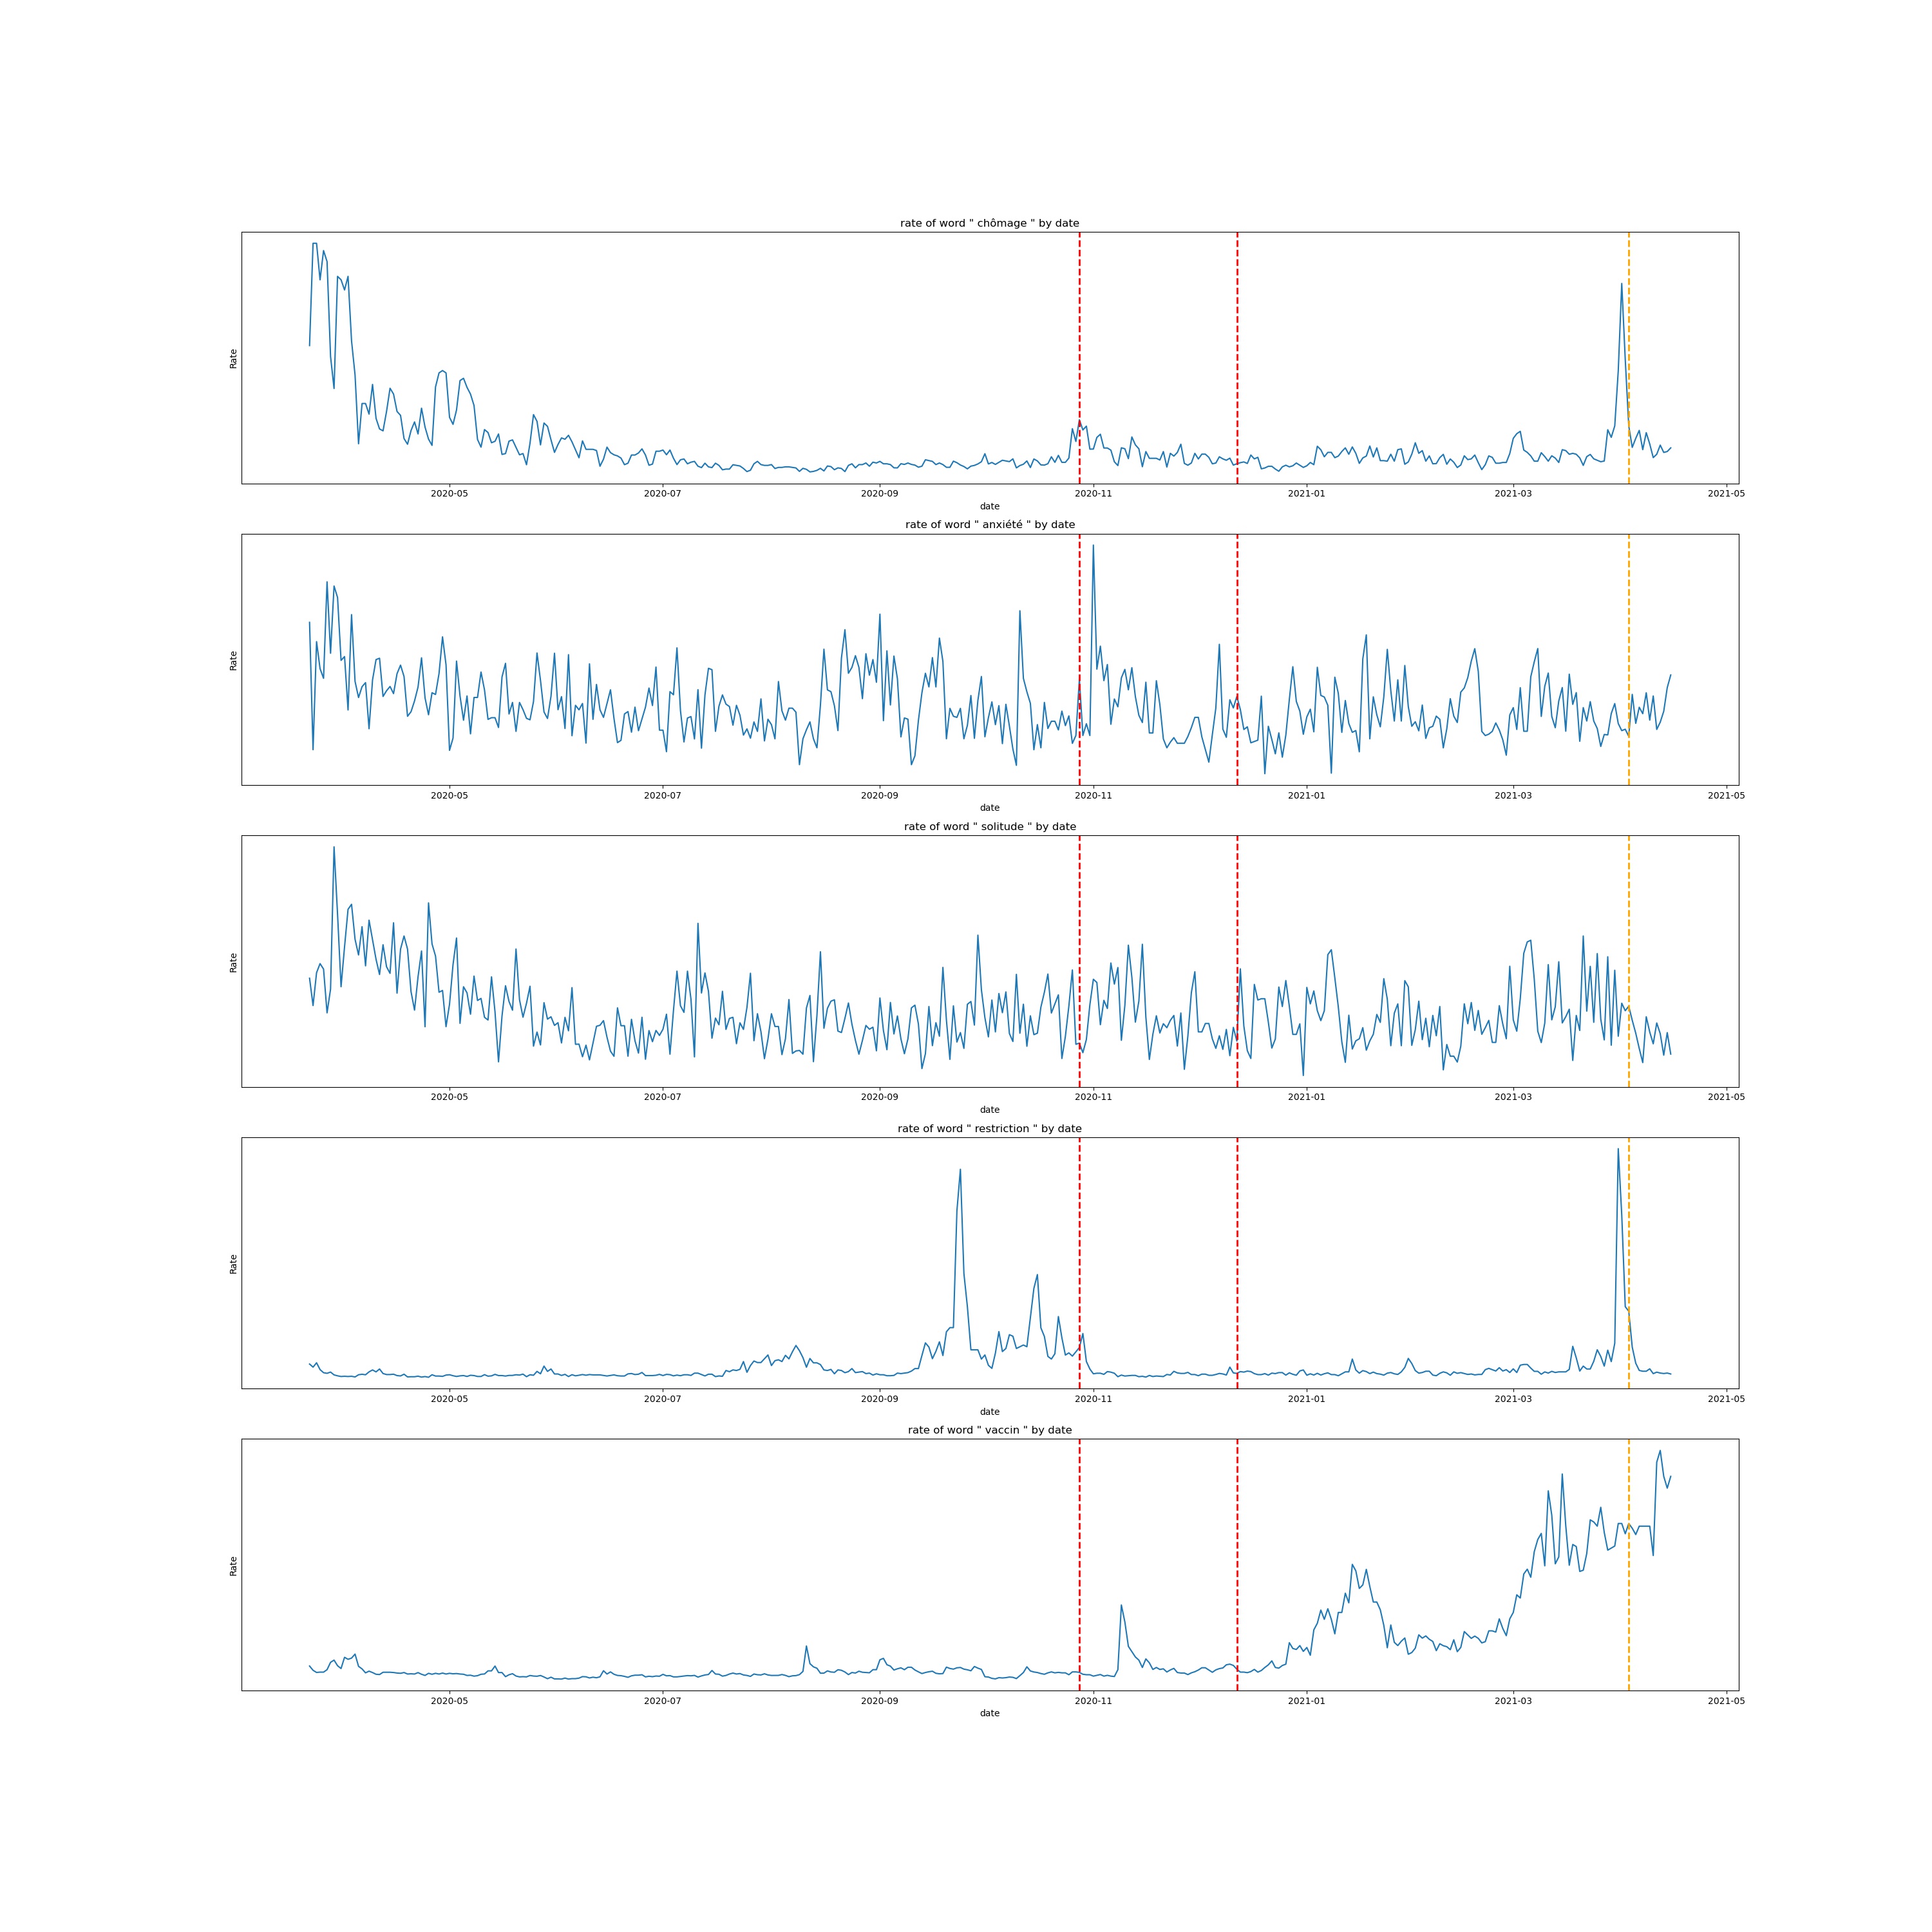 rate of word " chômage " by date
Rate
2020-05 2020-07 2020-09 2020-11 2021-01 2021-03 2021-05
date
rate of word " anxiété " by date
Rate
2020-05 2020-07 2020-09 2020-11 2021-01 2021-03 2021-05
date
rate of word " solitude " by date
Rate
2020-05 2020-07 2020-09 2020-11 2021-01 2021-03 2021-05
date
rate of word " restriction " by date
Rate
2020-05 2020-07 2020-09 2020-11 2021-01 2021-03 2021-05
date
rate of word " vaccin " by date
Rate
2020-05 2020-07 2020-09 2020-11 2021-01 2021-03 2021-05
date